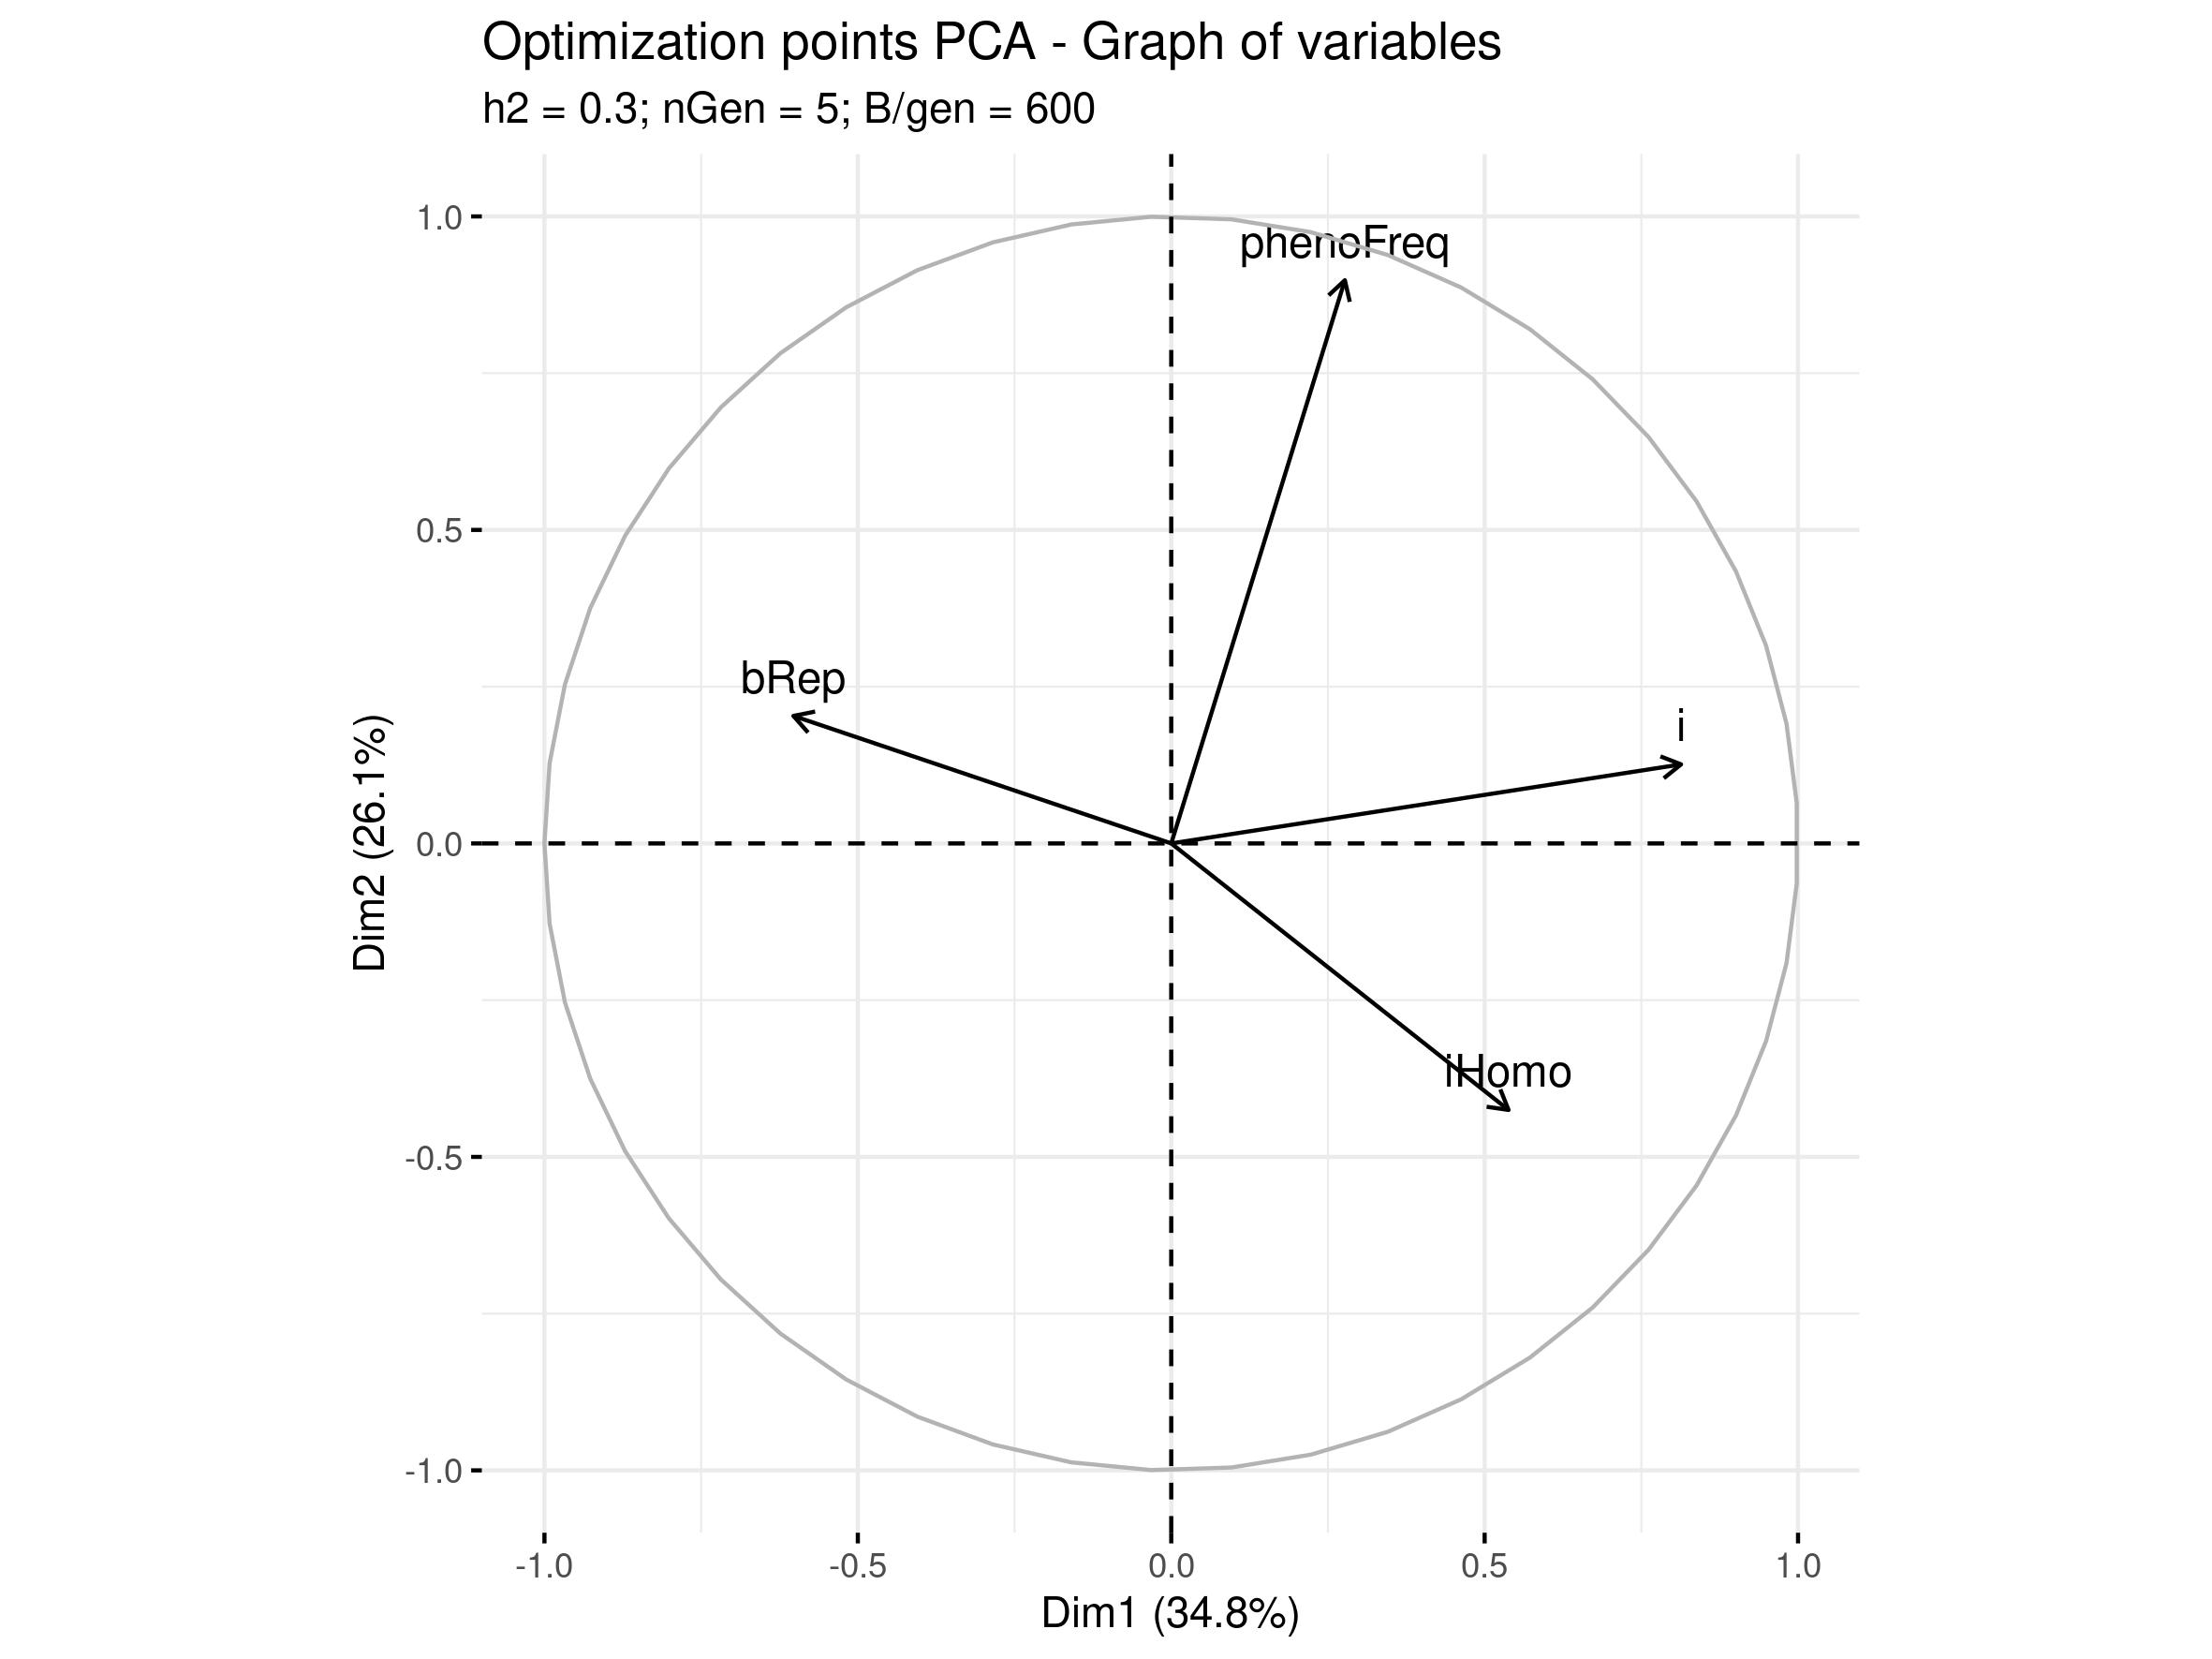 Optimization points PCA - Graph of variables
h2 = 0.3; nGen = 5; B/gen = 600
1.0
0.5
0.0
-0.5
-1.0
Dim2 (26.1%)
phenoFreq
bRep
i
iHomo
-1.0
-0.5
0.0
0.5
1.0
Dim1 (34.8%)